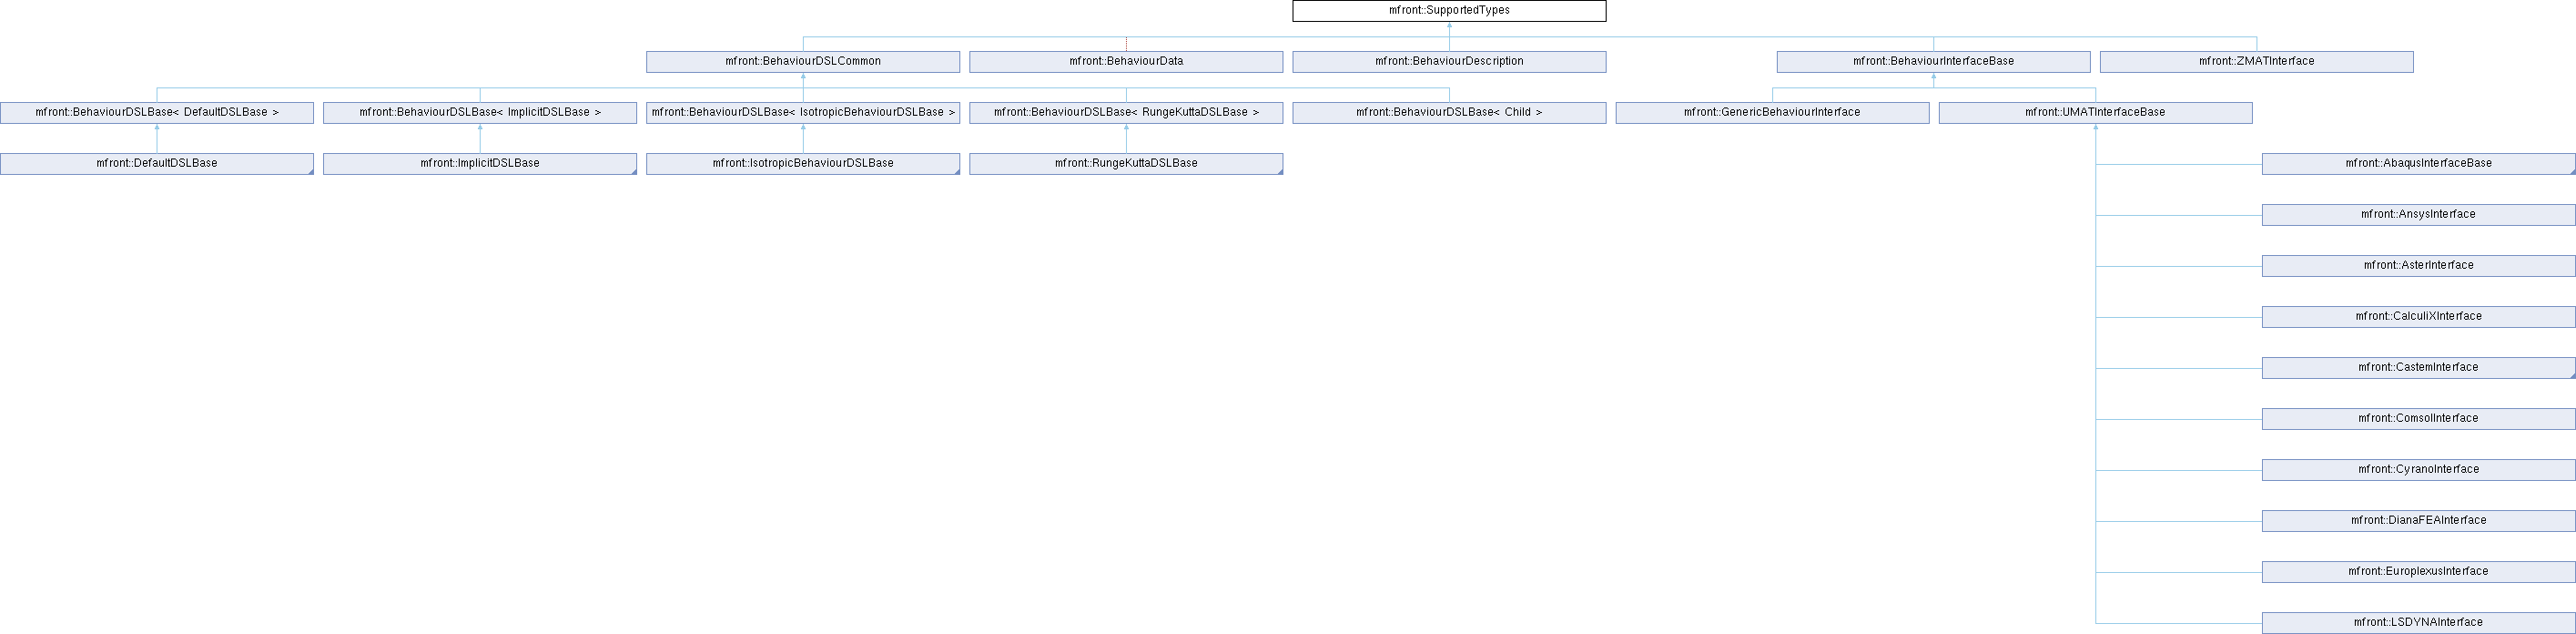 mfront::SupportedTypes
mfront::BehaviourDSLCommon
mfront::BehaviourData
mfront::BehaviourDescription
mfront::BehaviourInterfaceBase
mfront::ZMATInterface
mfront::BehaviourDSLBase< DefaultDSLBase >
mfront::BehaviourDSLBase< ImplicitDSLBase >
mfront::BehaviourDSLBase< IsotropicBehaviourDSLBase >
mfront::BehaviourDSLBase< RungeKuttaDSLBase >
mfront::BehaviourDSLBase< Child >
mfront::GenericBehaviourInterface
mfront::UMATInterfaceBase
mfront::DefaultDSLBase
mfront::ImplicitDSLBase
mfront::IsotropicBehaviourDSLBase
mfront::RungeKuttaDSLBase
mfront::AbaqusInterfaceBase
mfront::AnsysInterface
mfront::AsterInterface
mfront::CalculiXInterface
mfront::CastemInterface
mfront::ComsolInterface
mfront::CyranoInterface
mfront::DianaFEAInterface
mfront::EuroplexusInterface
mfront::LSDYNAInterface